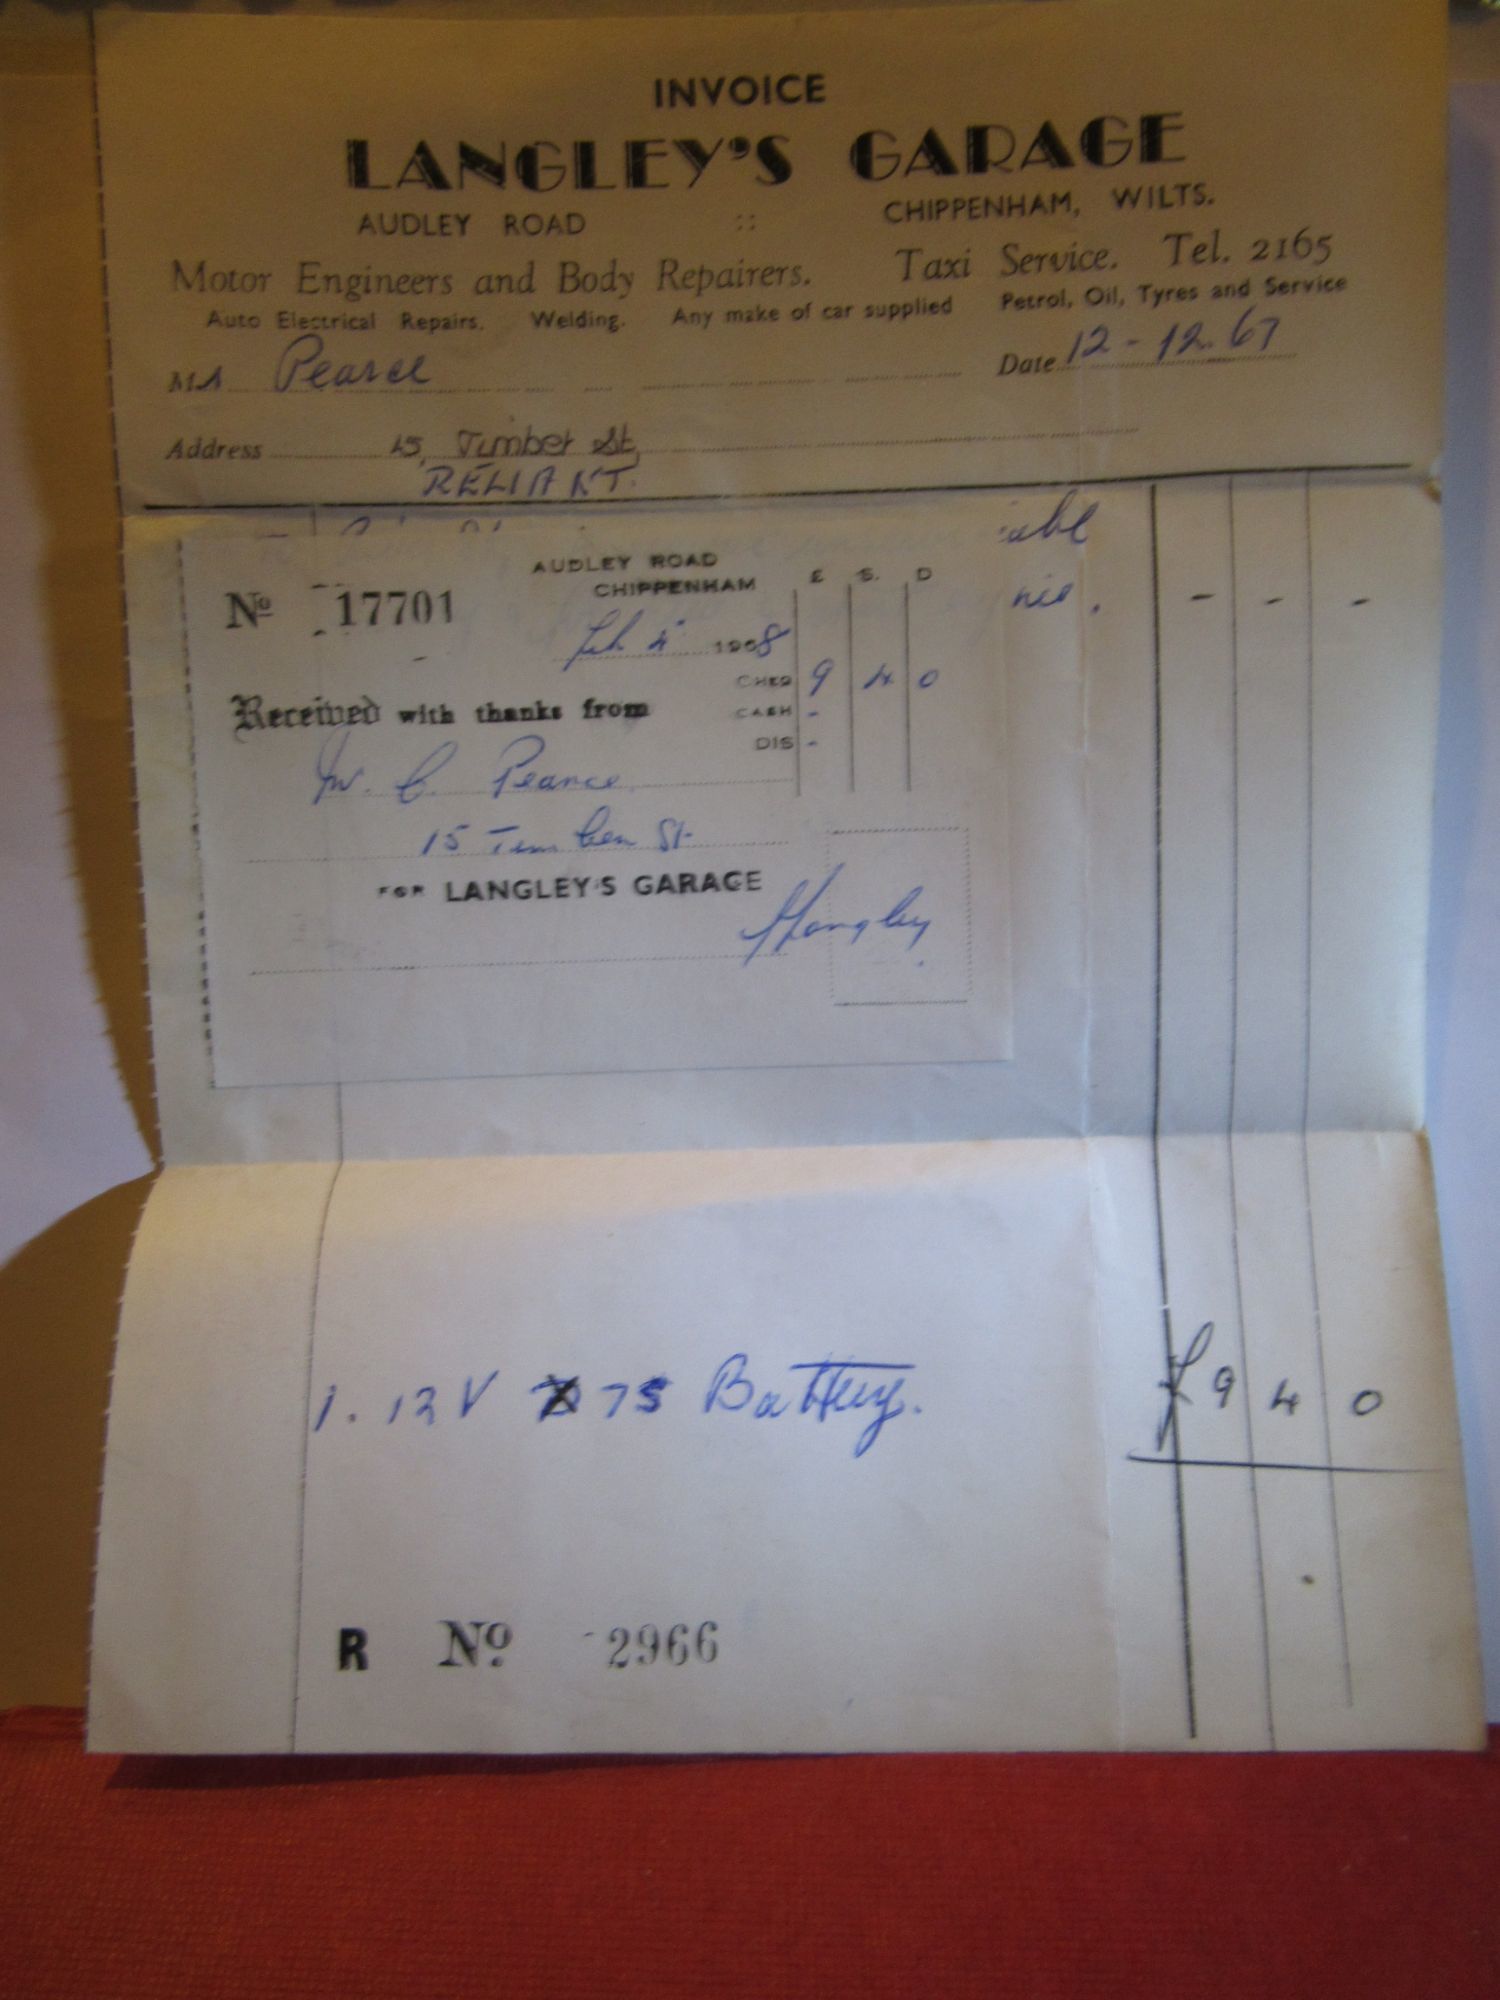 INVOICE
LANGLEY'S GARAGE
AUDLEY ROAD :: CHIPPENHAM, WILTS.
Motor Engineers and Body Repairers. Taxi Service. Tel. 2165
Auto Electrical Repairs. Welding. Any make of car supplied Petrol, Oil, Tyres and Service
Pearce Date 12-12.67
Address 15, Timber St,
RELIANT.
AUDLEY ROAD
CHIPPENHAM £ S. D
No 17701
Feb 4 1968
CHEQ 9 4 0
Received with thanks from CASH -
DIS -
C. Pearce
15 Timber St
FOR LANGLEY'S GARAGE
Langley
- - -
1. 12V 75 Battery. £9 4 0
R No 2966